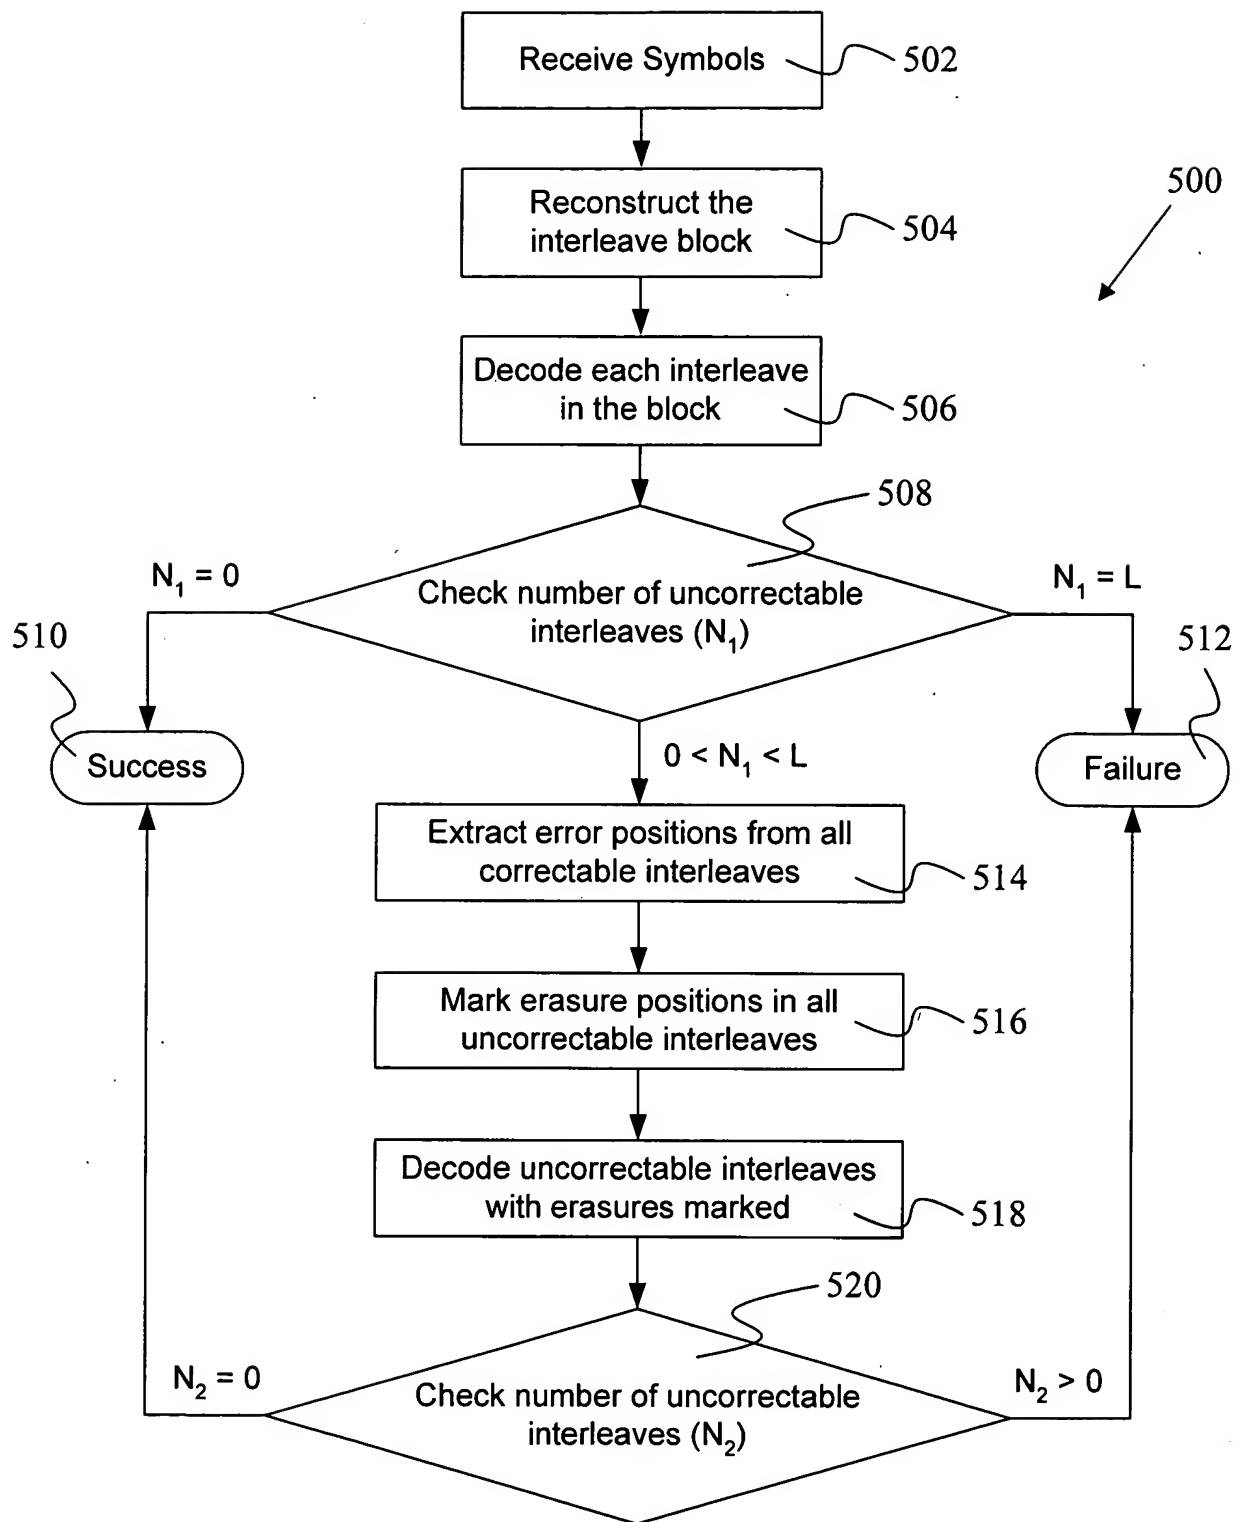 Receive Symbols
502
Reconstruct the
interleave block
504
500
Decode each interleave
in the block
506
508
N₁ = 0
Check number of uncorrectable
interleaves (N₁)
N₁ = L
510
512
Success
0 < N₁ < L
Failure
Extract error positions from all
correctable interleaves
514
Mark erasure positions in all
uncorrectable interleaves
516
Decode uncorrectable interleaves
with erasures marked
518
520
N₂ = 0
Check number of uncorrectable
interleaves (N₂)
N₂ > 0